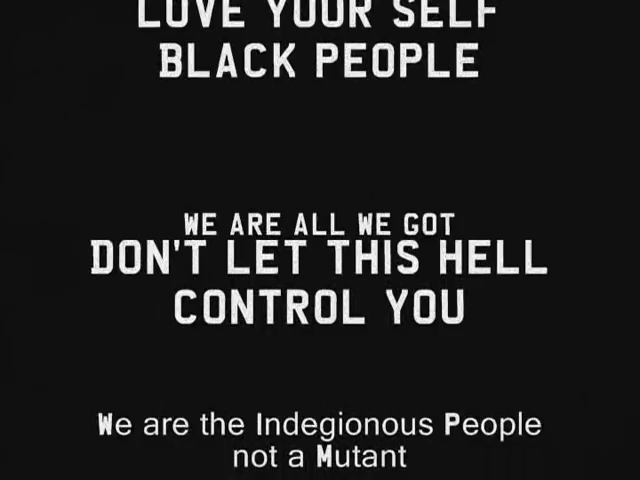 LOVE YOUR SELF
BLACK PEOPLE
WE ARE ALL WE GOT
DON'T LET THIS HELL
CONTROL YOU
We are the Indegionous People
not a Mutant